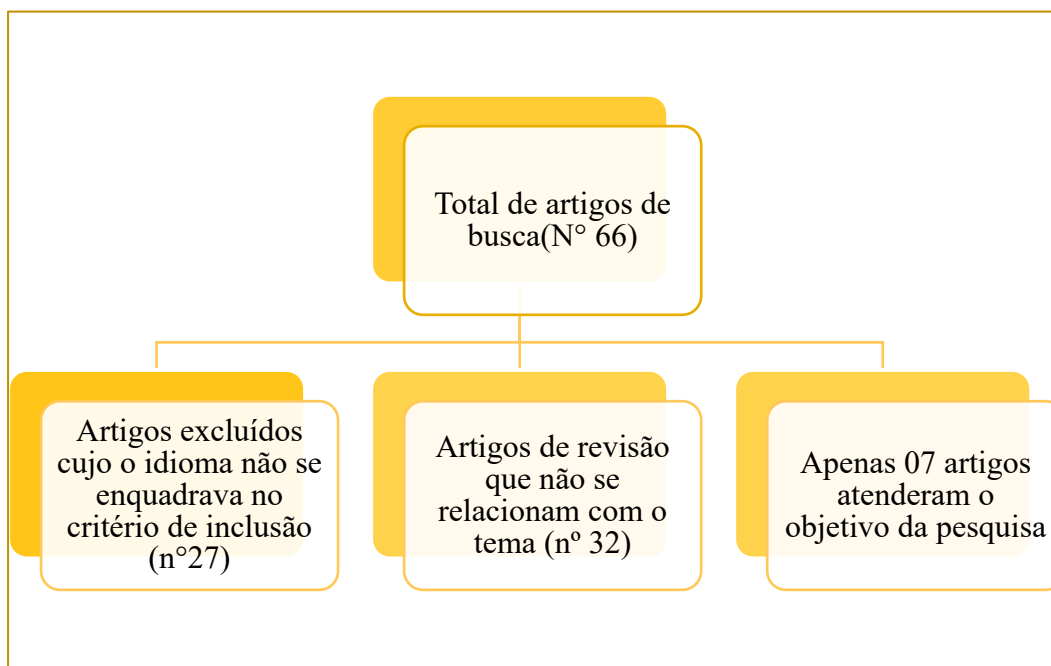 Total de artigos de
busca(N° 66)
Artigos excluídos
cujo o idioma não se
enquadrava no
critério de inclusão
(n°27)
Artigos de revisão
que não se
relacionam com o
tema (nº 32)
Apenas 07 artigos
atenderam o
objetivo da pesquisa